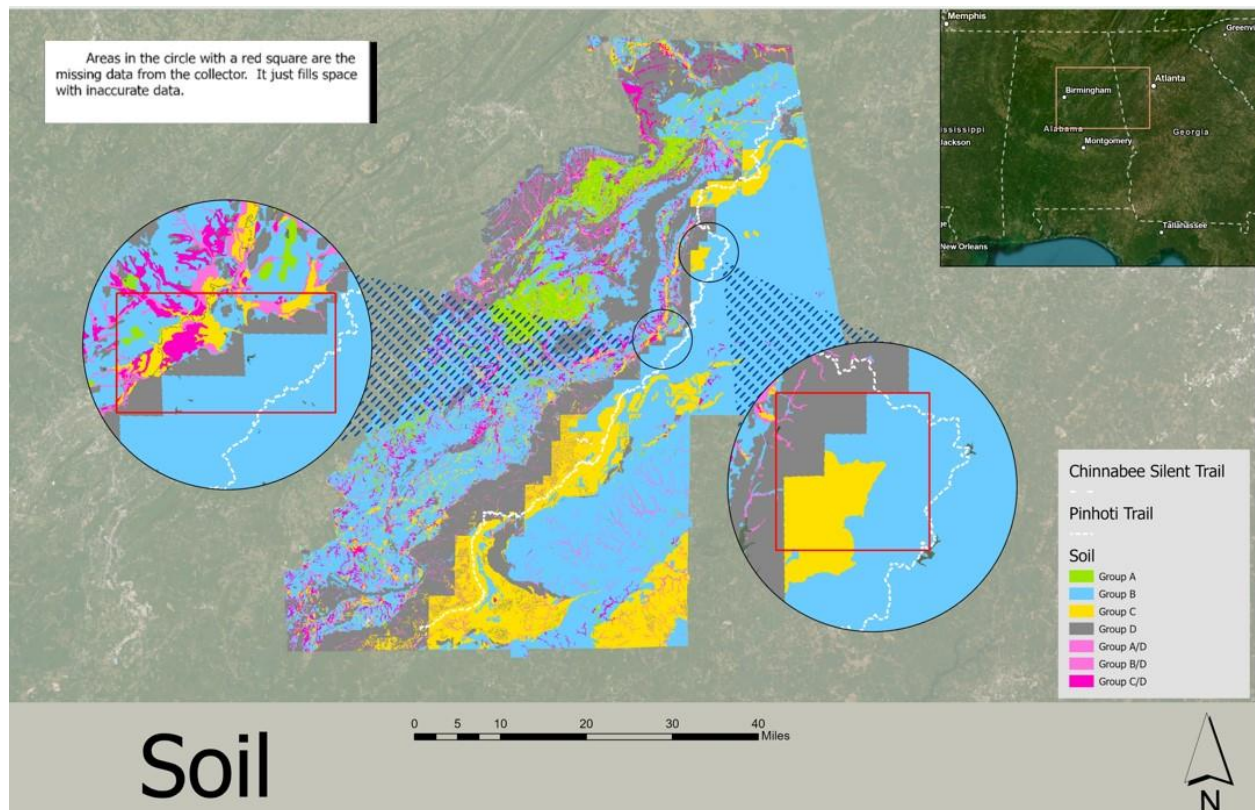 Areas in the circle with a red square are the
missing data from the collector. It just fills space
with inaccurate data.
Memphis
Greenvi
Atlanta
Birmingham
ississippi
Jackson
Alabama
Georgia
Montgomery
Tallahassee
New Orleans
Chinnabee Silent Trail
Pinhoti Trail
Soil
Group A
Group B
Group C
Group D
Group A/D
Group B/D
Group C/D
0 5 10 20 30 40
Miles
Soil
N